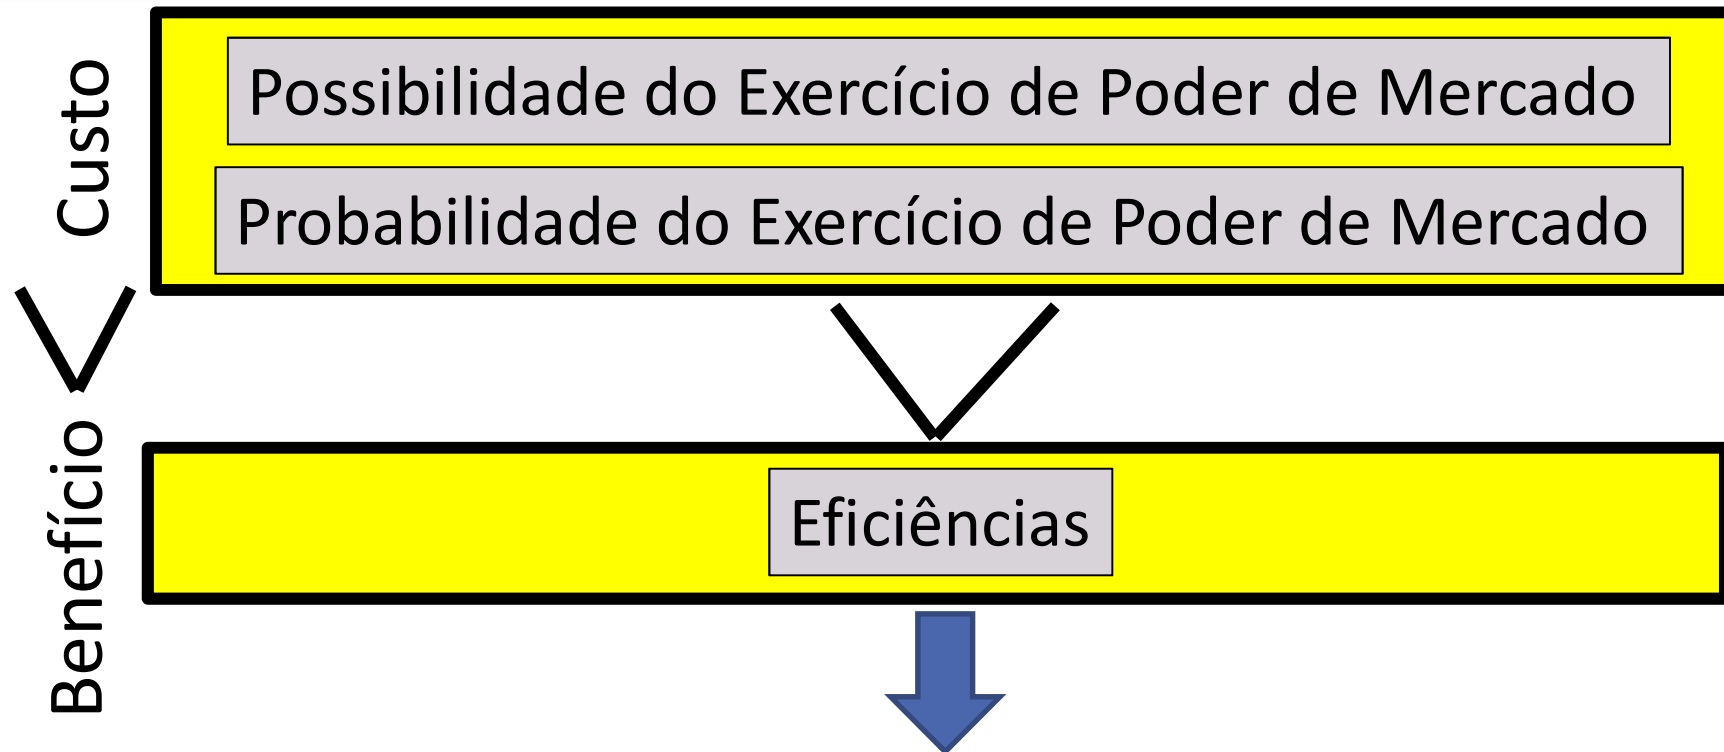 Custo
Possibilidade do Exercício de Poder de Mercado
Probabilidade do Exercício de Poder de Mercado
Benefício
Eficiências